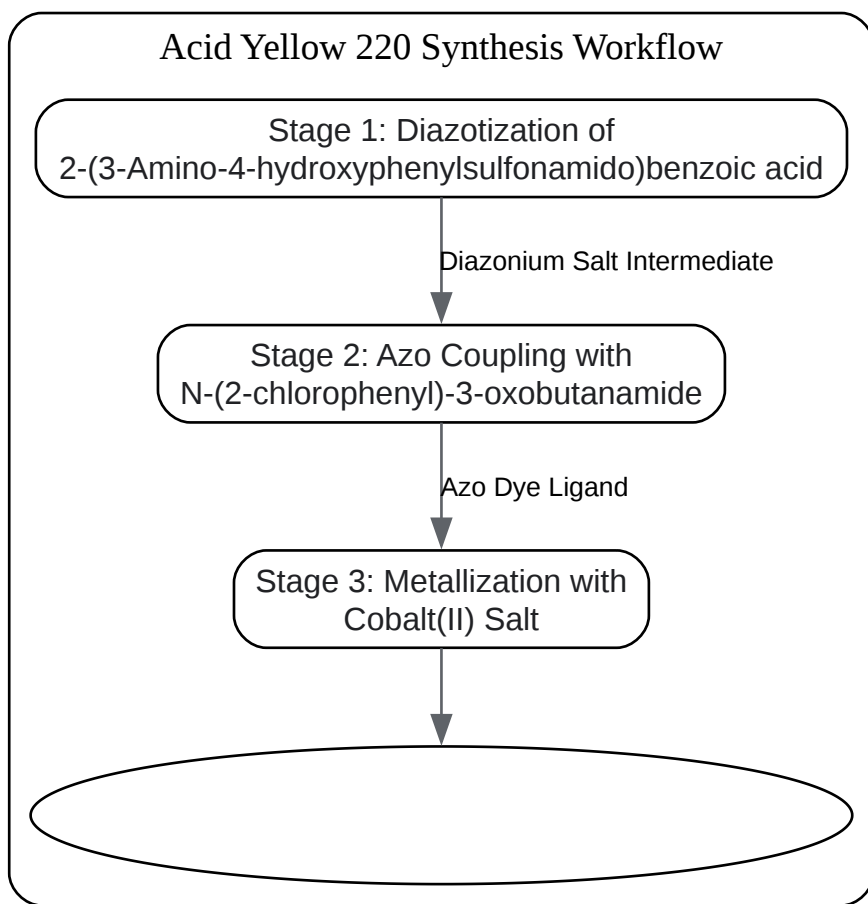 Acid Yellow 220 Synthesis Workflow
Stage 1: Diazotization of
2-(3-Amino-4-hydroxyphenylsulfonamido)benzoic acid
Diazonium Salt Intermediate
Stage 2: Azo Coupling with
N-(2-chlorophenyl)-3-oxobutanamide
Azo Dye Ligand
Stage 3: Metallization with
Cobalt(II) Salt